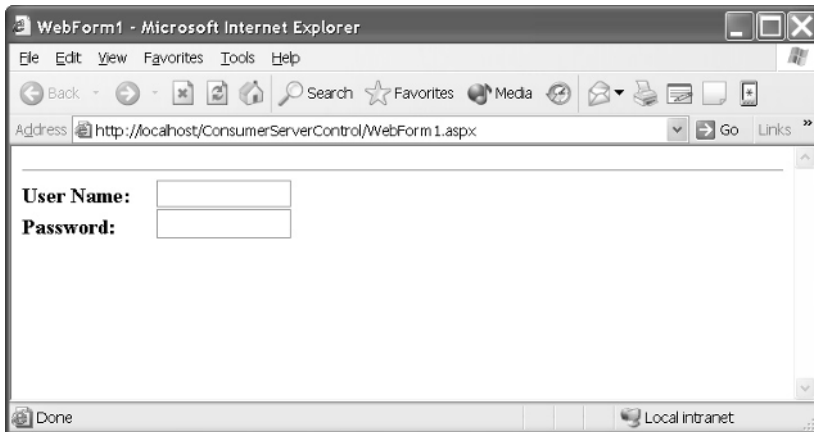 WebForm1 - Microsoft Internet Explorer
File Edit View Favorites Tools Help
Back Search Favorites Media
Address http://localhost/ConsumerServerControl/WebForm1.aspx Go Links »
User Name:
Password:
Done Local intranet